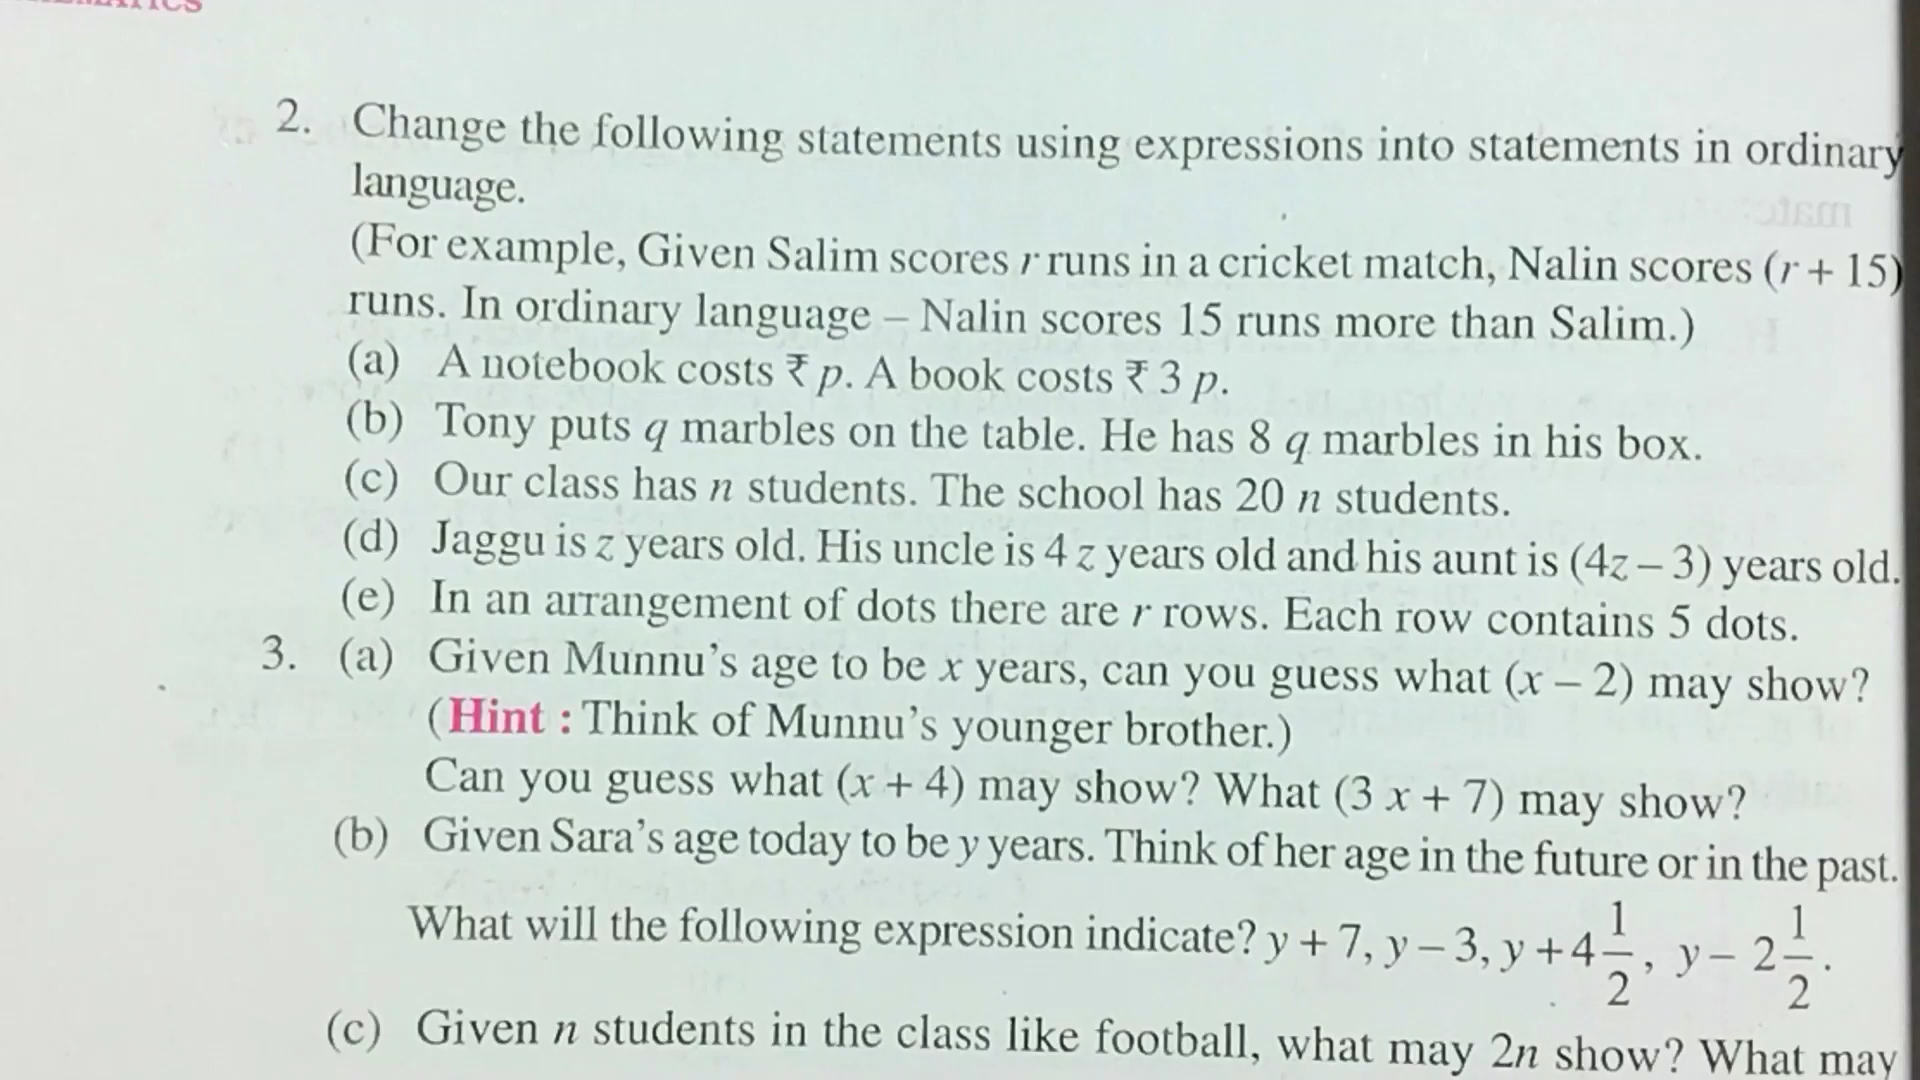 2. Change the following statements using expressions into statements in ordinary
language.
(For example, Given Salim scores r runs in a cricket match, Nalin scores (r + 15)
runs. In ordinary language – Nalin scores 15 runs more than Salim.)
(a) A notebook costs ₹ p. A book costs ₹ 3 p.
(b) Tony puts q marbles on the table. He has 8 q marbles in his box.
(c) Our class has n students. The school has 20 n students.
(d) Jaggu is z years old. His uncle is 4 z years old and his aunt is (4z – 3) years old.
(e) In an arrangement of dots there are r rows. Each row contains 5 dots.
3. (a) Given Munnu's age to be x years, can you guess what (x – 2) may show?
(Hint : Think of Munnu's younger brother.)
Can you guess what (x + 4) may show? What (3 x + 7) may show?
(b) Given Sara's age today to be y years. Think of her age in the future or in the past.
What will the following expression indicate? y + 7, y – 3, y + 4 1/2, y – 2 1/2.
(c) Given n students in the class like football, what may 2n show? What may